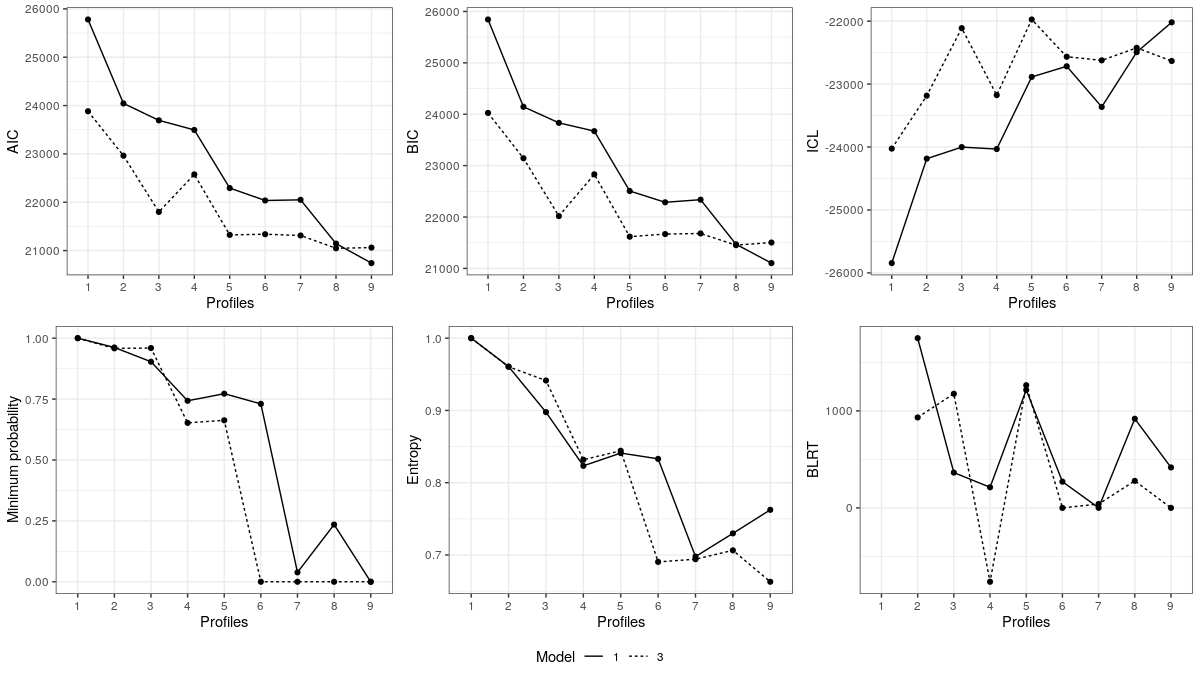 26000
25000
24000
23000
22000
21000
AIC
1 2 3 4 5 6 7 8 9
Profiles
26000
25000
24000
23000
22000
21000
BIC
1 2 3 4 5 6 7 8 9
Profiles
-22000
-23000
-24000
-25000
-26000
ICL
1 2 3 4 5 6 7 8 9
Profiles
1.00
0.75
0.50
0.25
0.00
Minimum probability
1 2 3 4 5 6 7 8 9
Profiles
1.0
0.9
0.8
0.7
Entropy
1 2 3 4 5 6 7 8 9
Profiles
1000
0
BLRT
1 2 3 4 5 6 7 8 9
Profiles
Model 1 3